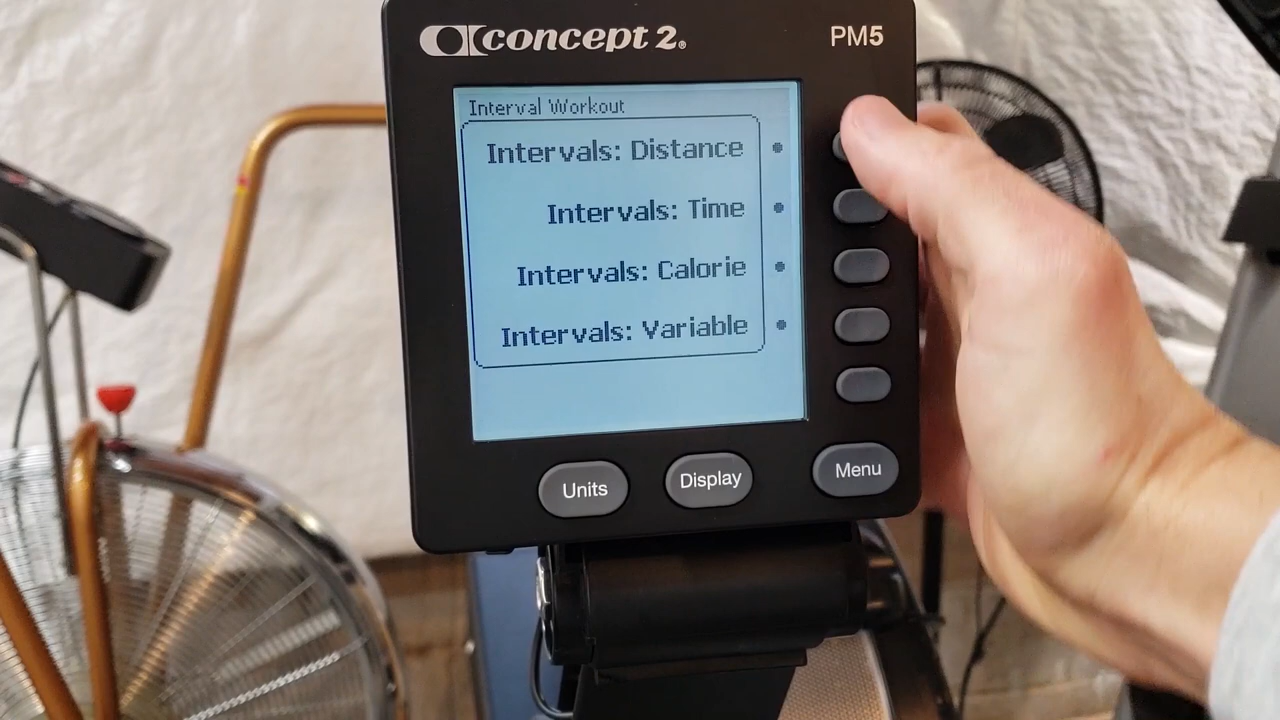 concept 2®
PM5
Interval Workout
Intervals: Distance
Intervals: Time
Intervals: Calorie
Intervals: Variable
Units
Display
Menu